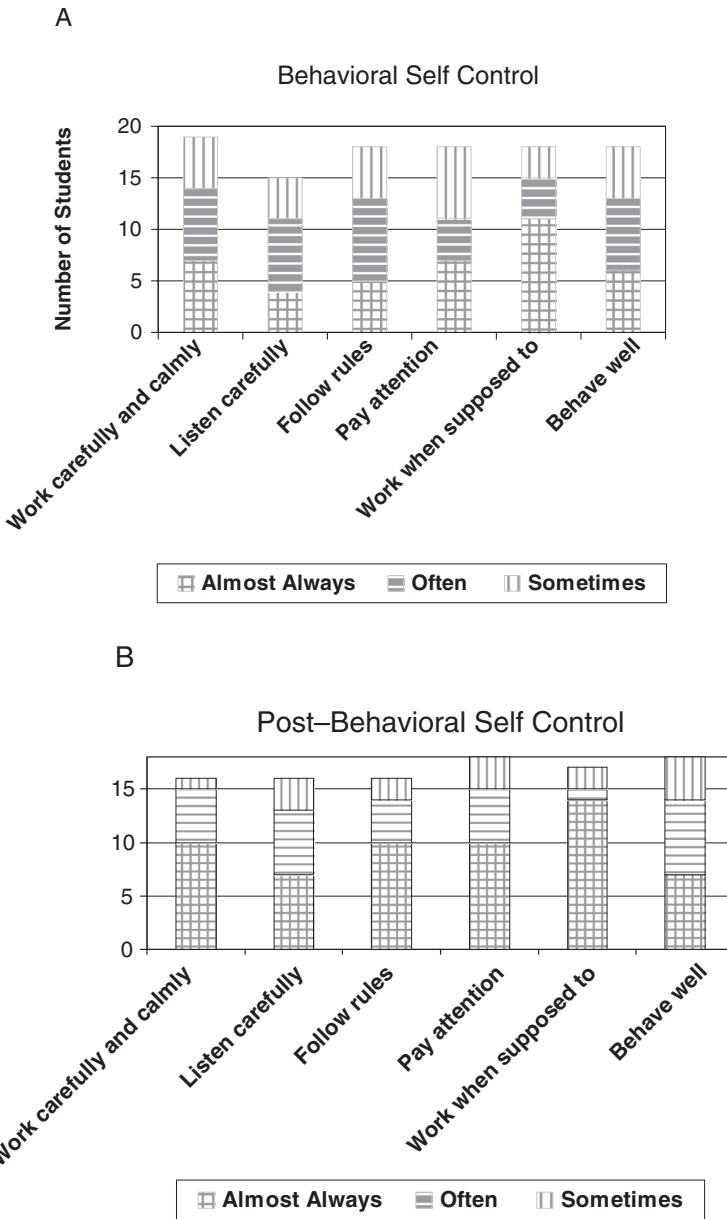 A
Behavioral Self Control
Number of Students
20
15
10
5
0
Work carefully and calmly
Listen carefully
Follow rules
Pay attention
Work when supposed to
Behave well
Almost Always Often Sometimes
B
Post–Behavioral Self Control
15
10
5
0
Work carefully and calmly
Listen carefully
Follow rules
Pay attention
Work when supposed to
Behave well
Almost Always Often Sometimes